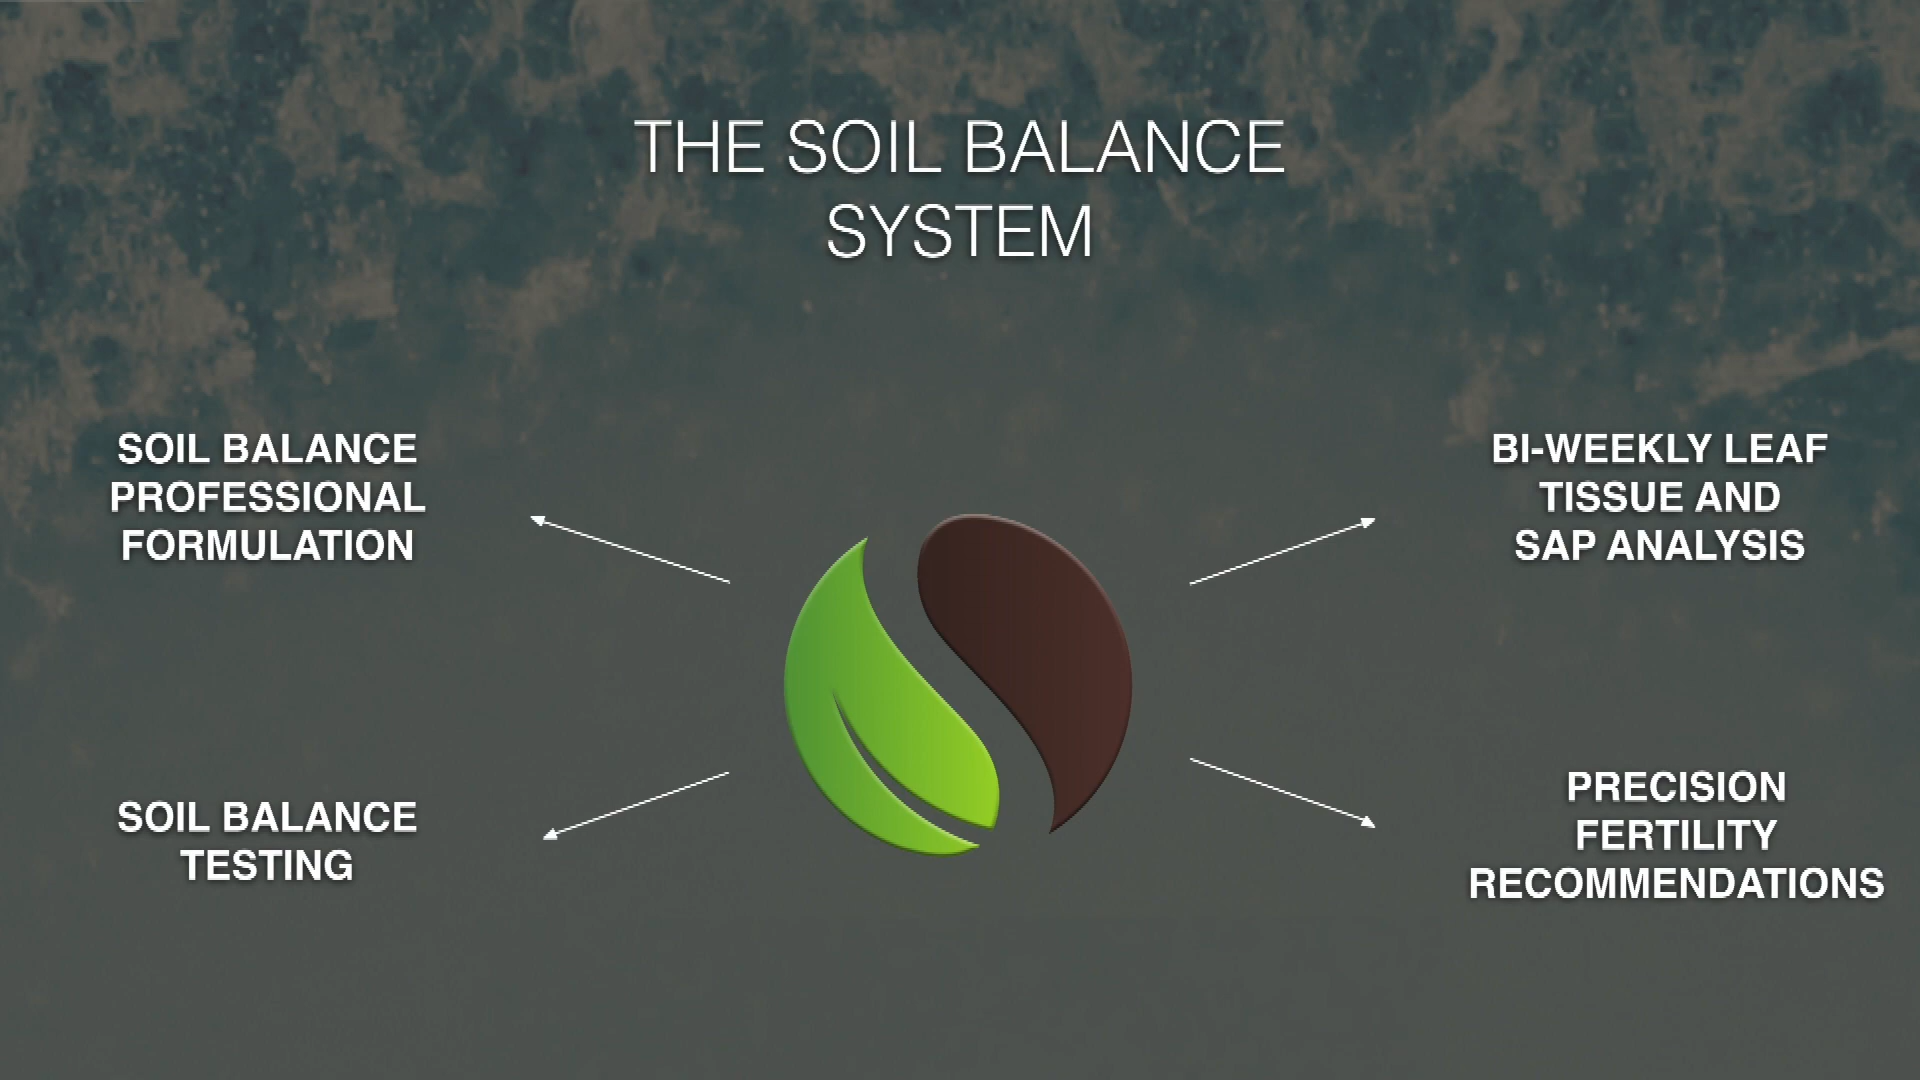 THE SOIL BALANCE
SYSTEM
SOIL BALANCE
PROFESSIONAL
FORMULATION
BI-WEEKLY LEAF
TISSUE AND
SAP ANALYSIS
SOIL BALANCE
TESTING
PRECISION
FERTILITY
RECOMMENDATIONS